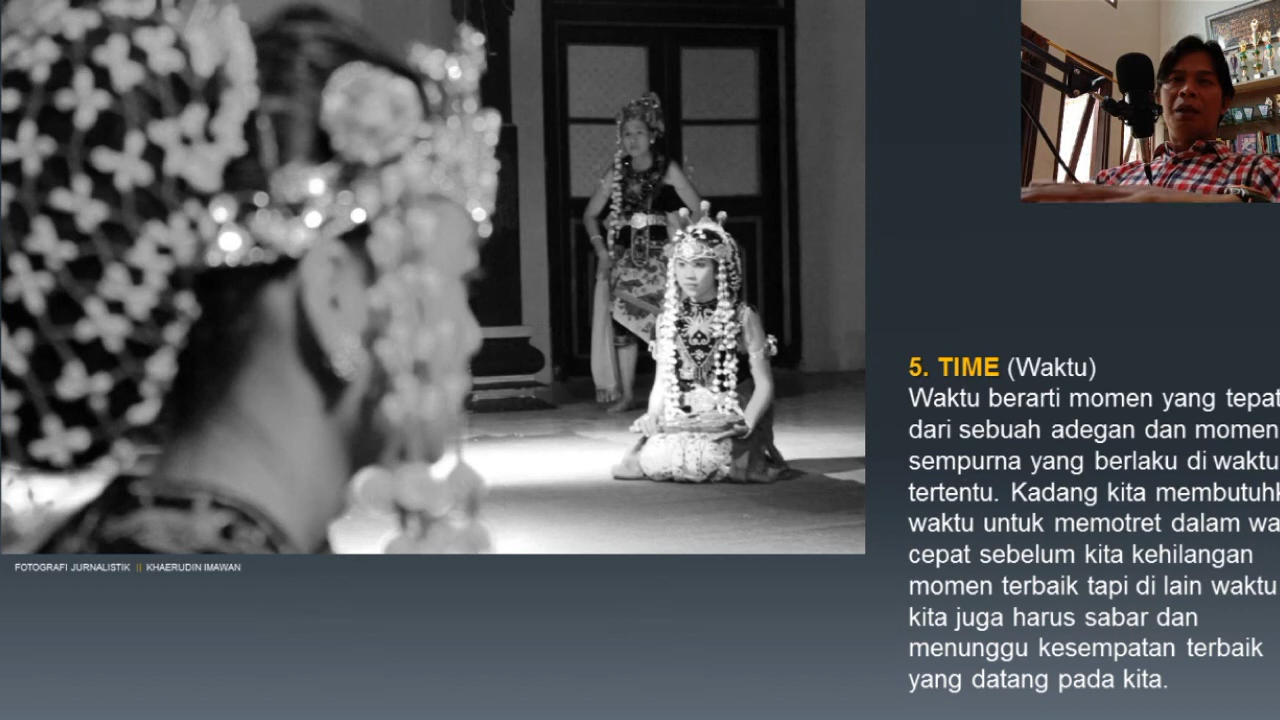 5. TIME (Waktu)
Waktu berarti momen yang tepat
dari sebuah adegan dan momen
sempurna yang berlaku di waktu
tertentu. Kadang kita
waktu untuk memotret dalam
cepat sebelum kita kehilangan
momen terbaik tapi di lain waktu
kita juga harus sabar dan
menunggu kesempatan terbaik
yang datang pada kita.
FOTOGRAFI JURNALISTIK || KHAERUDIN IMAWAN